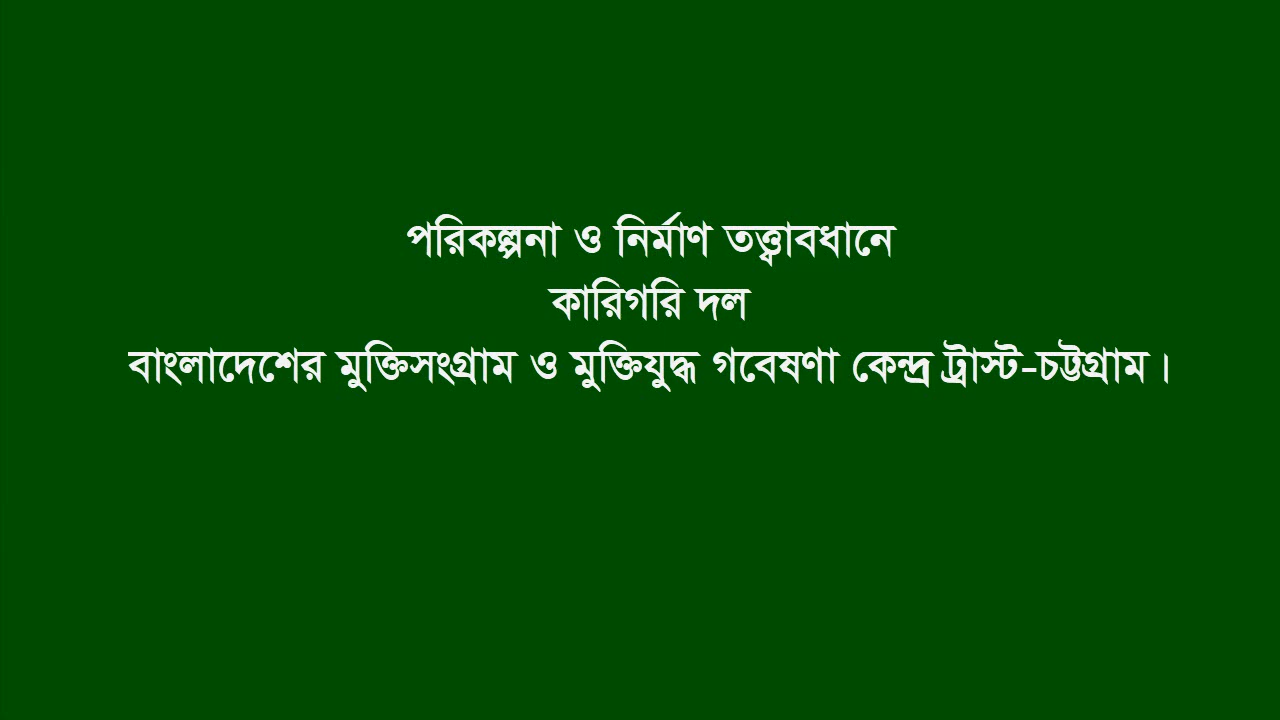 পরিকল্পনা ও নির্মাণ তত্ত্বাবধানে
কারিগরি দল
বাংলাদেশের মুক্তিসংগ্রাম ও মুক্তিযুদ্ধ গবেষণা কেন্দ্র ট্রাস্ট-চট্টগ্রাম।